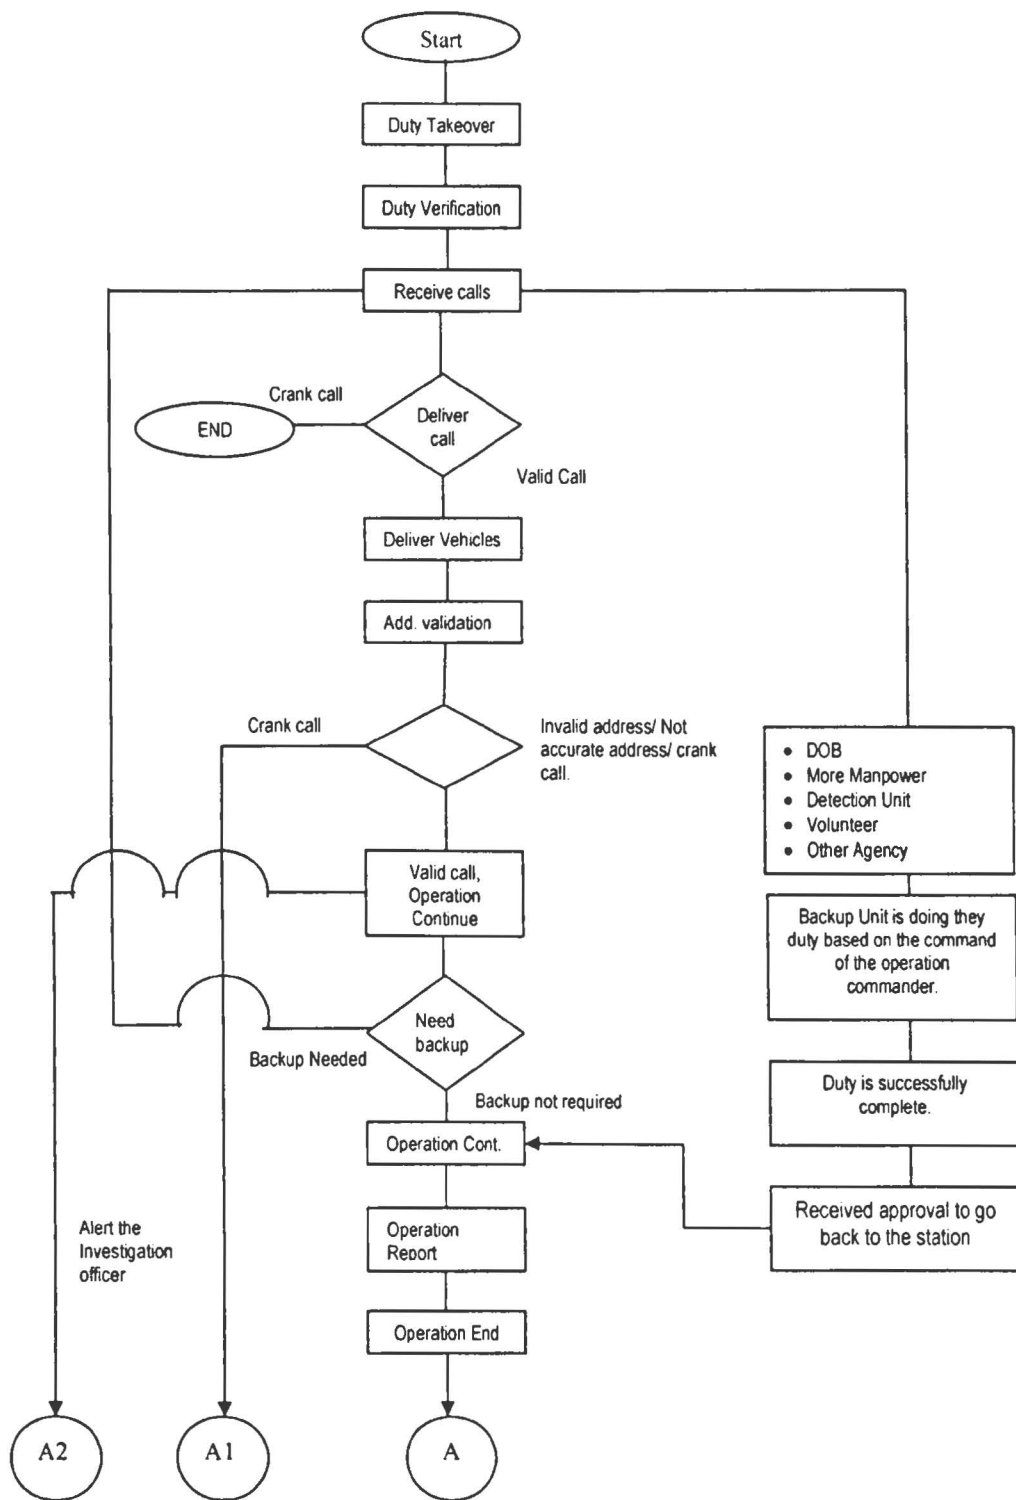 Start
Duty Takeover
Duty Verification
Receive calls
Crank call
END
Deliver
call
Valid Call
Deliver Vehicles
Add. validation
Crank call
Invalid address/ Not
accurate address/ crank
call.
• DOB
• More Manpower
• Detection Unit
• Volunteer
• Other Agency
Valid call,
Operation
Continue
Backup Unit is doing they
duty based on the command
of the operation
commander.
Need
backup
Backup Needed
Duty is successfully
complete.
Backup not required
Operation Cont.
Received approval to go
back to the station
Alert the
Investigation
officer
Operation
Report
Operation End
A2
A1
A